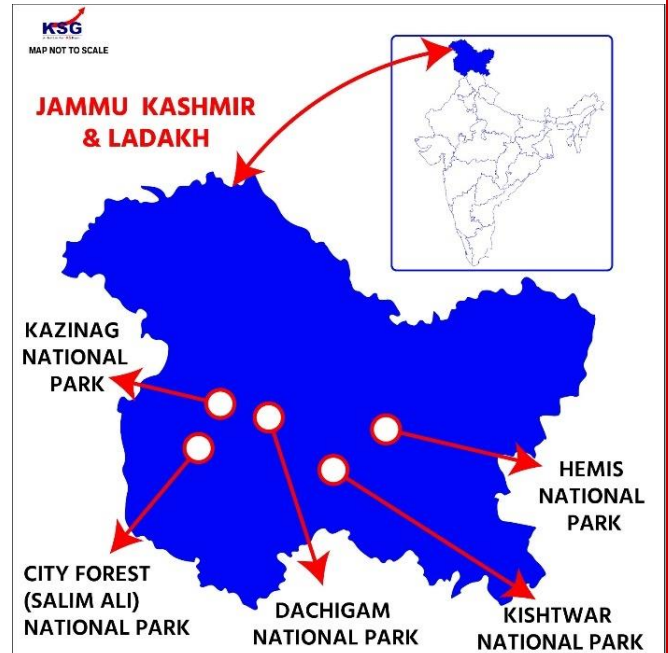 KSG
MAP NOT TO SCALE
JAMMU KASHMIR
& LADAKH
KAZINAG
NATIONAL
PARK
HEMIS
NATIONAL
PARK
CITY FOREST
(SALIM ALI)
NATIONAL PARK
DACHIGAM
NATIONAL PARK
KISHTWAR
NATIONAL PARK